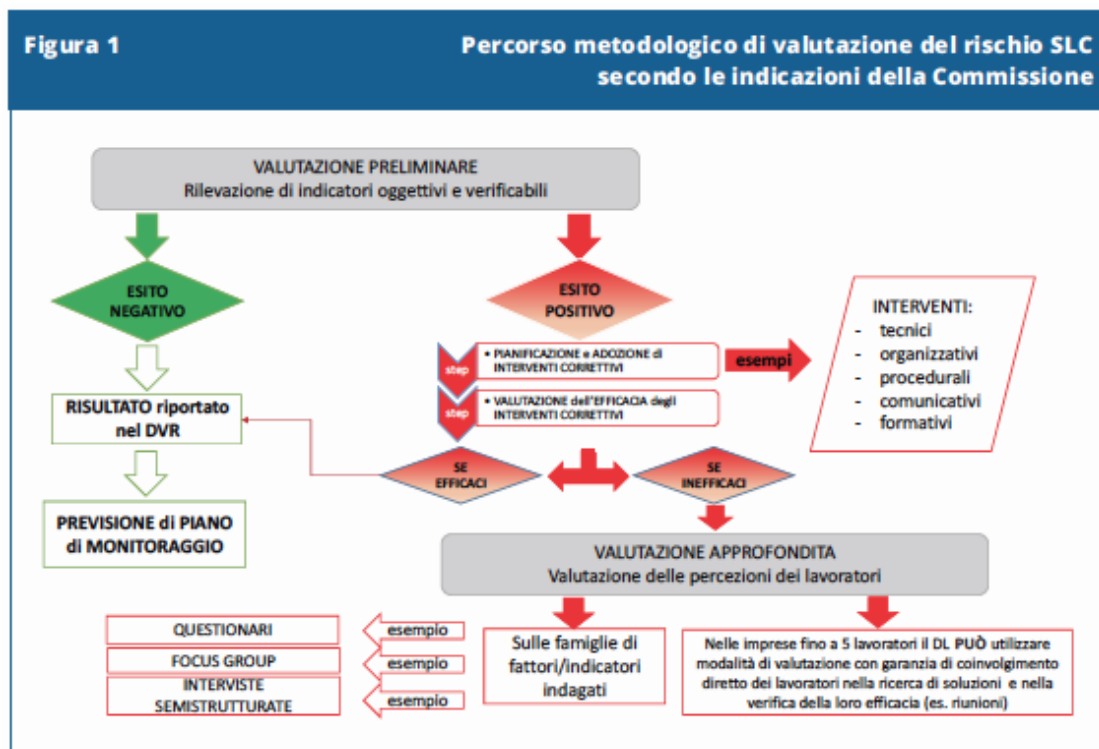 Figura 1
Percorso metodologico di valutazione del rischio SLC
secondo le indicazioni della Commissione
VALUTAZIONE PRELIMINARE
Rilevazione di indicatori oggettivi e verificabili
ESITO
NEGATIVO
ESITO
POSITIVO
INTERVENTI:
- tecnici
- organizzativi
- procedurali
- comunicativi
- formativi
step
• PIANIFICAZIONE e ADOZIONE di
INTERVENTI CORRETTIVI
esempi
step
• VALUTAZIONE dell'EFFICACIA degli
INTERVENTI CORRETTIVI
RISULTATO riportato
nel DVR
SE
EFFICACI
SE
INEFFICACI
PREVISIONE di PIANO
di MONITORAGGIO
VALUTAZIONE APPROFONDITA
Valutazione delle percezioni dei lavoratori
QUESTIONARI
esempio
FOCUS GROUP
esempio
INTERVISTE
SEMISTRUTTURATE
esempio
Sulle famiglie di
fattori/indicatori
indagati
Nelle imprese fino a 5 lavoratori il DL PUÒ utilizzare
modalità di valutazione con garanzia di coinvolgimento
diretto dei lavoratori nella ricerca di soluzioni e nella
verifica della loro efficacia (es. riunioni)